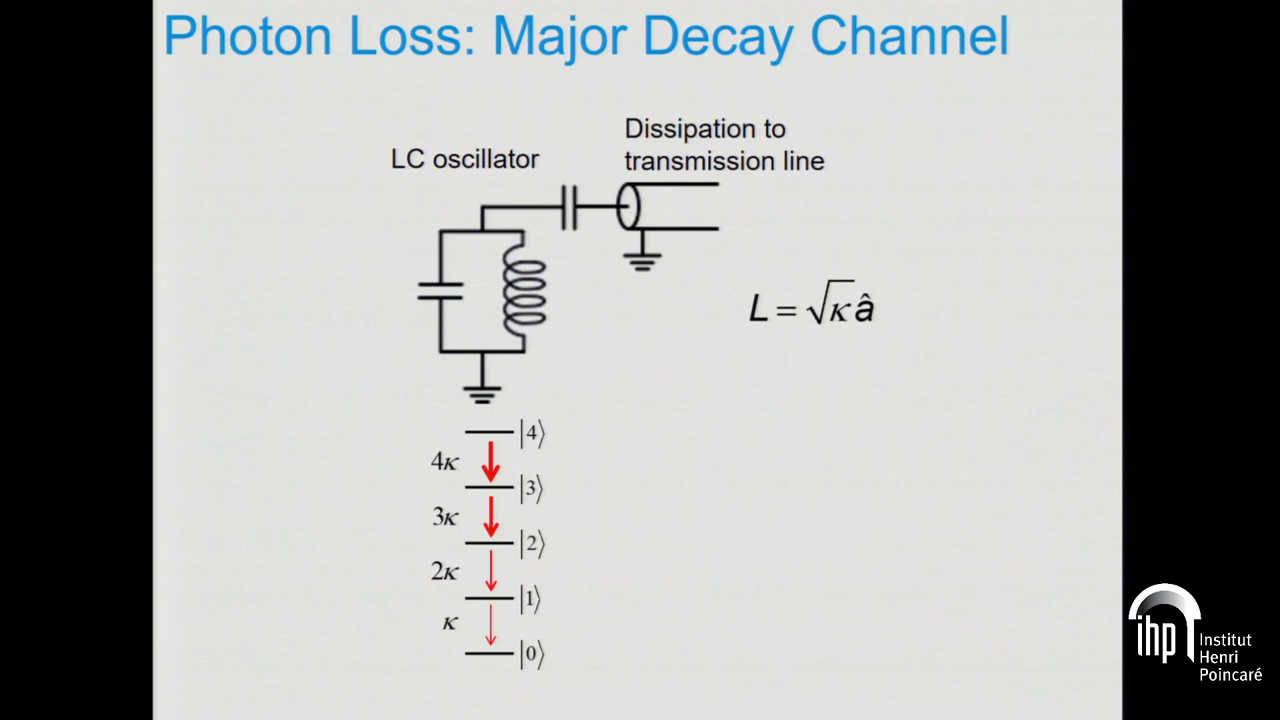 Photon Loss: Major Decay Channel
LC oscillator
Dissipation to
transmission line
L = √κ â
|4⟩
4κ
|3⟩
3κ
|2⟩
2κ
|1⟩
κ
|0⟩
ihp
Institut
Henri
Poincaré